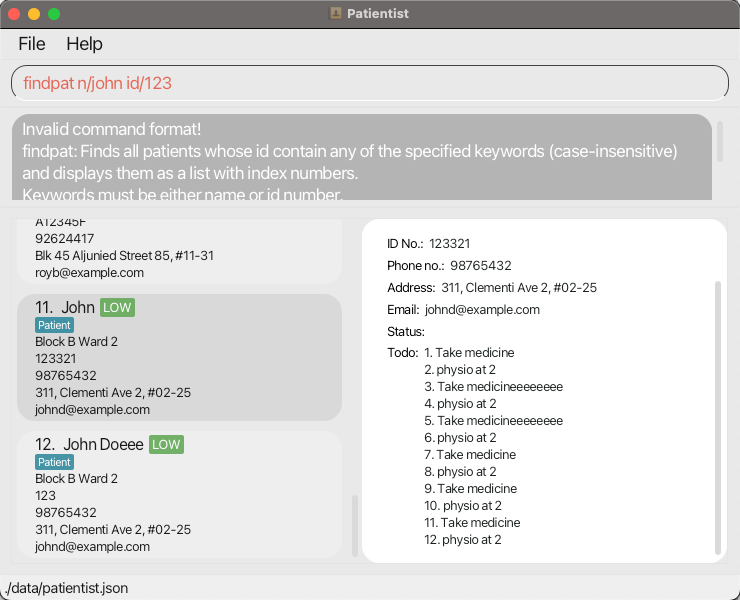 Patientist
File Help
findpat n/john id/123
Invalid command format!
findpat: Finds all patients whose id contain any of the specified keywords (case-insensitive)
and displays them as a list with index numbers.
Keywords must be either name or id number.
A12345F
92624417
Blk 45 Aljunied Street 85, #11-31
royb@example.com
11. John LOW
Patient
Block B Ward 2
123321
98765432
311, Clementi Ave 2, #02-25
johnd@example.com
12. John Doeee LOW
Patient
Block B Ward 2
123
98765432
311, Clementi Ave 2, #02-25
johnd@example.com
ID No.: 123321
Phone no.: 98765432
Address: 311, Clementi Ave 2, #02-25
Email: johnd@example.com
Status:
Todo: 1. Take medicine
2. physio at 2
3. Take medicineeeeeeee
4. physio at 2
5. Take medicineeeeeeee
6. physio at 2
7. Take medicine
8. physio at 2
9. Take medicine
10. physio at 2
11. Take medicine
12. physio at 2
./data/patientist.json